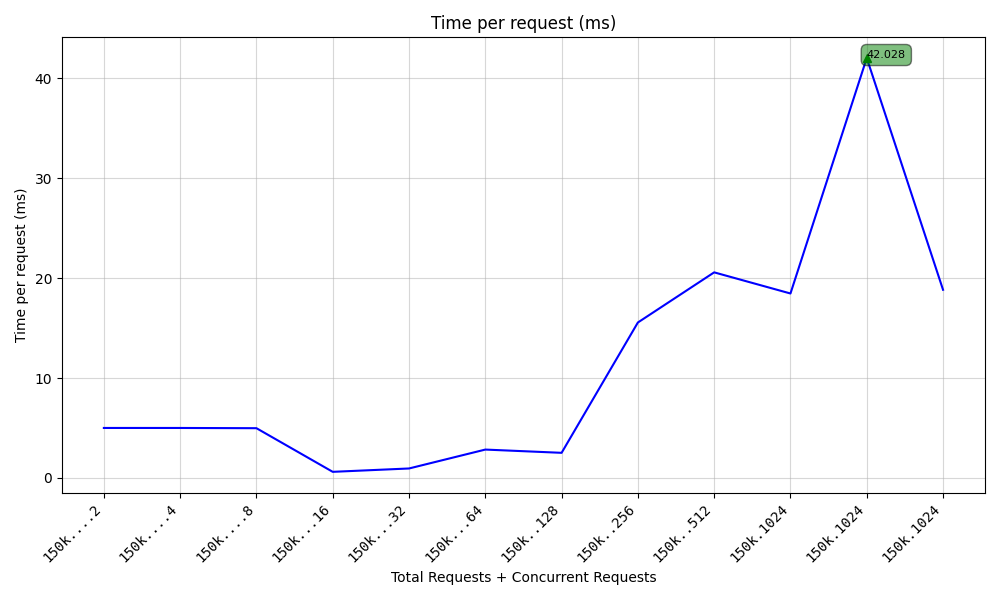 Time per request (ms)
42.028
40
30
20
10
0
Time per request (ms)
150k....2
150k....4
150k....8
150k...16
150k...32
150k...64
150k..128
150k..256
150k..512
150k.1024
150k.1024
150k.1024
Total Requests + Concurrent Requests